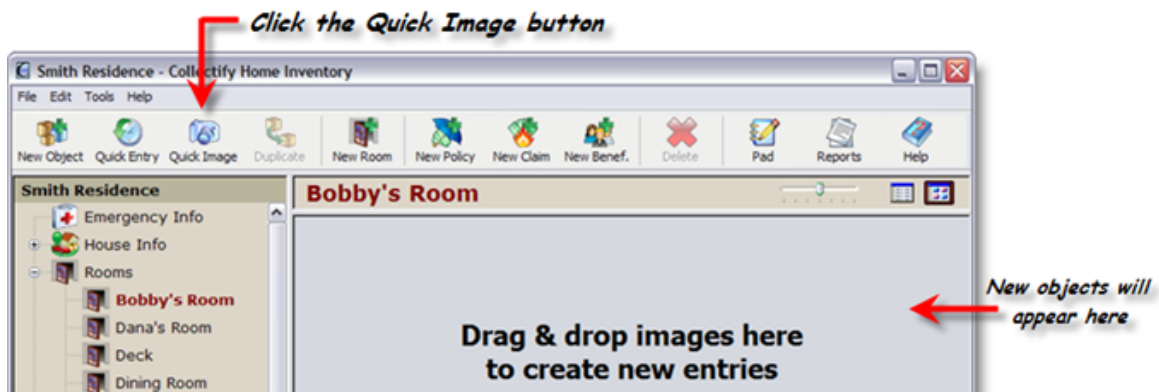 Click the Quick Image button
Smith Residence - Collectify Home Inventory
File Edit Tools Help
New Object Quick Entry Quick Image Duplicate New Room New Policy New Claim New Benef. Delete Pad Reports Help
Smith Residence
Bobby's Room
Emergency Info
House Info
Rooms
Bobby's Room
Dana's Room
Deck
Dining Room
Drag & drop images here
to create new entries
New objects will
appear here